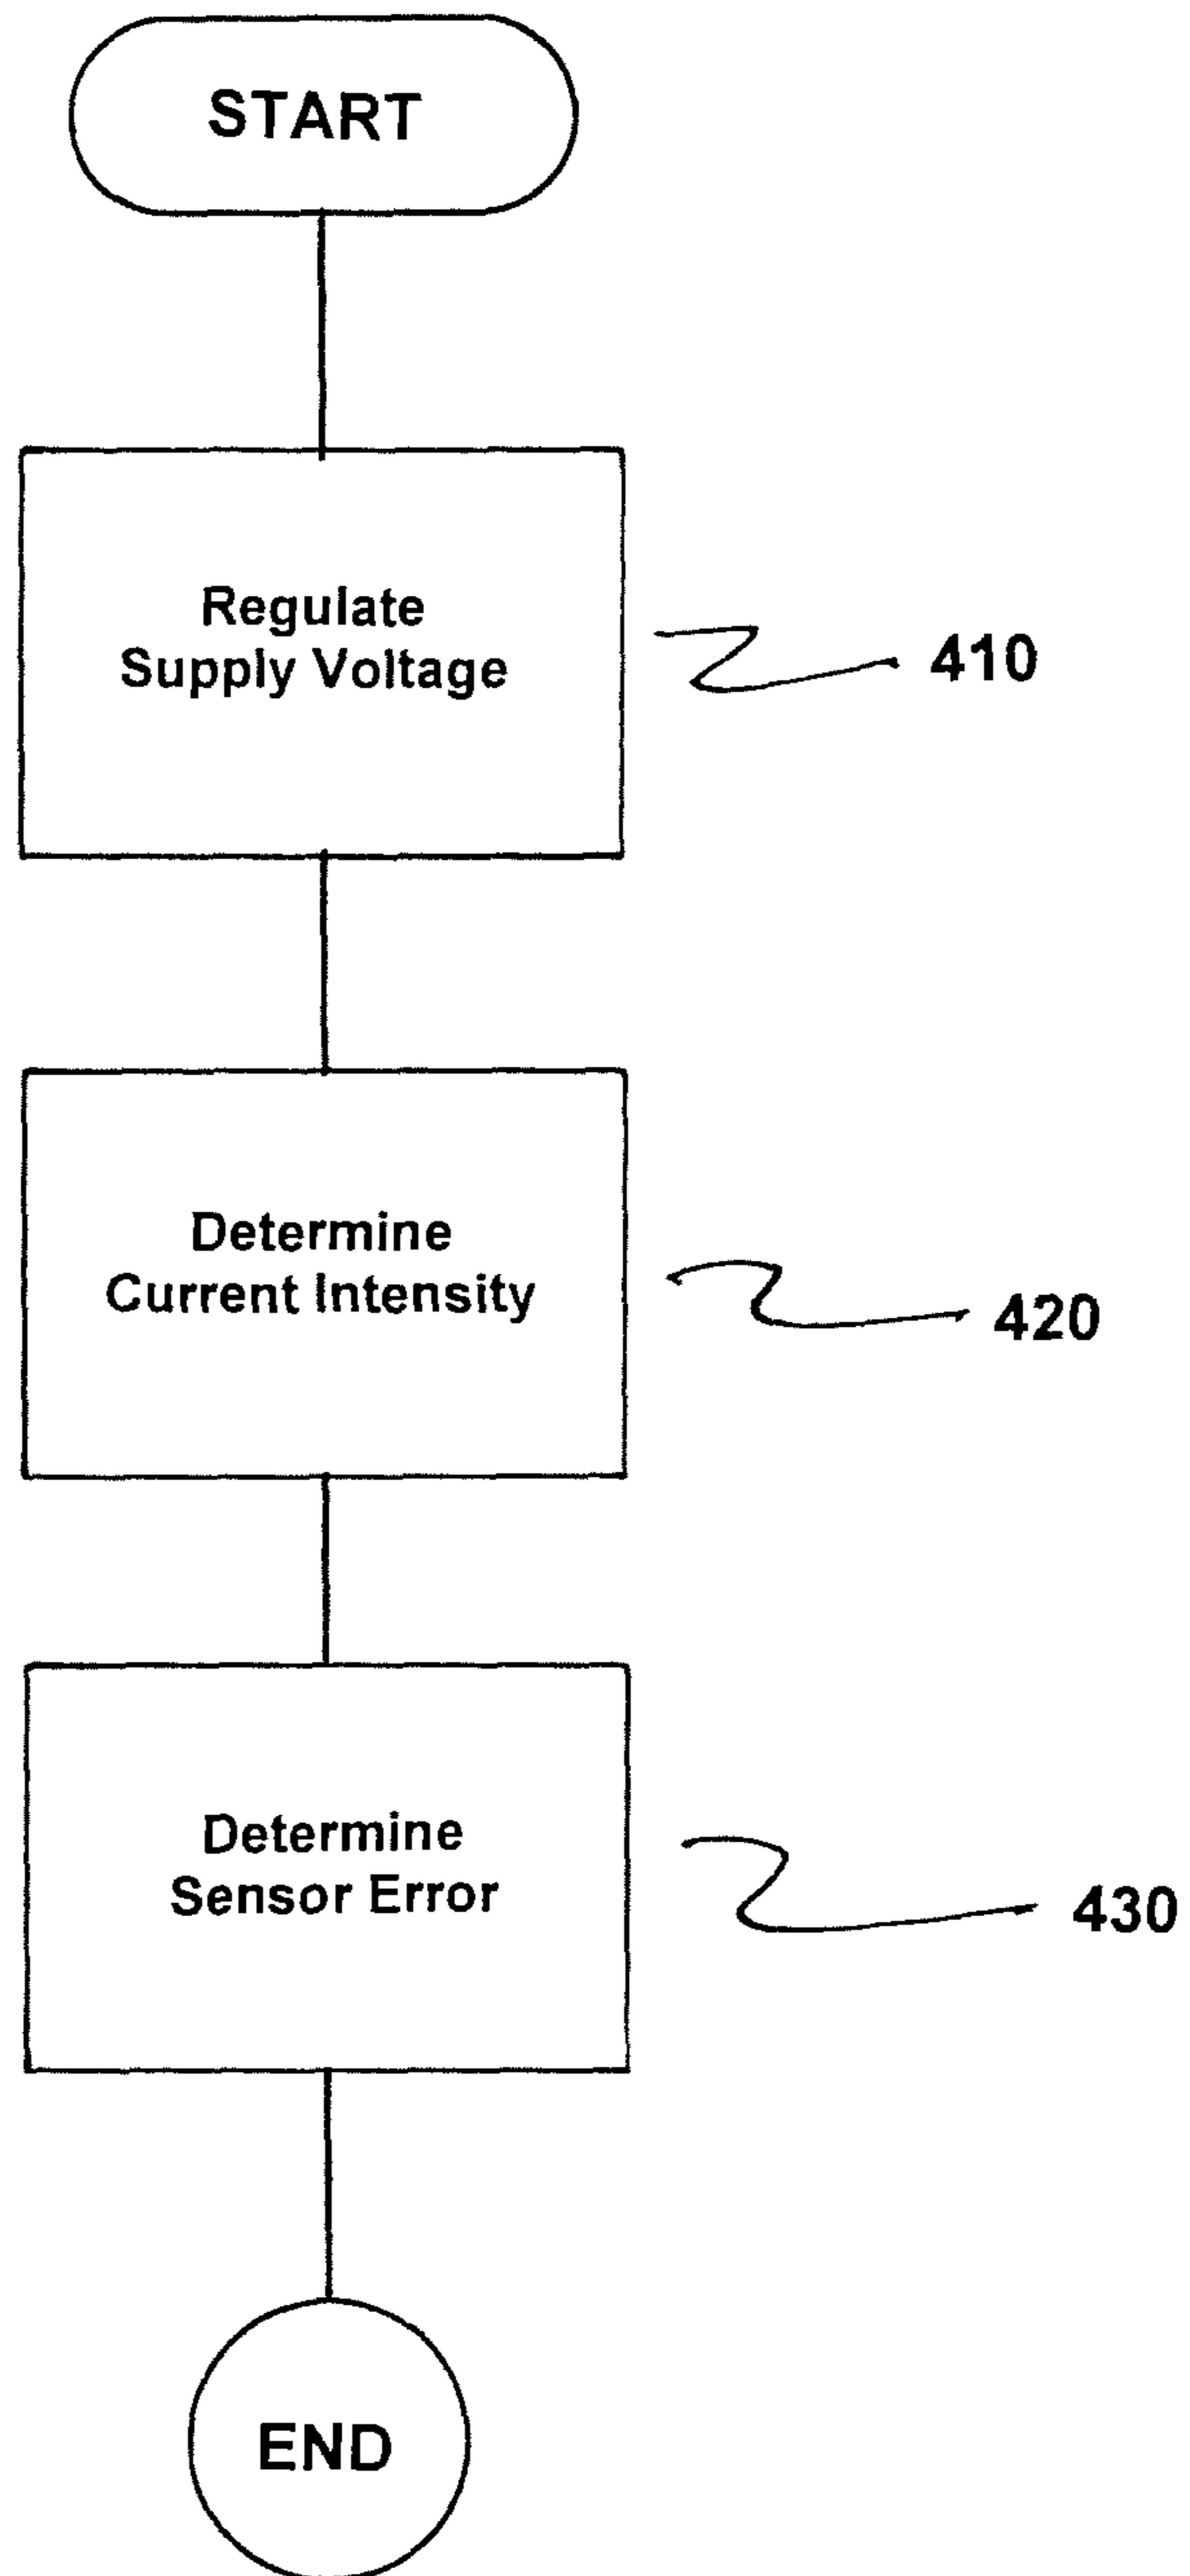 START
Regulate
Supply Voltage
410
Determine
Current Intensity
420
Determine
Sensor Error
430
END